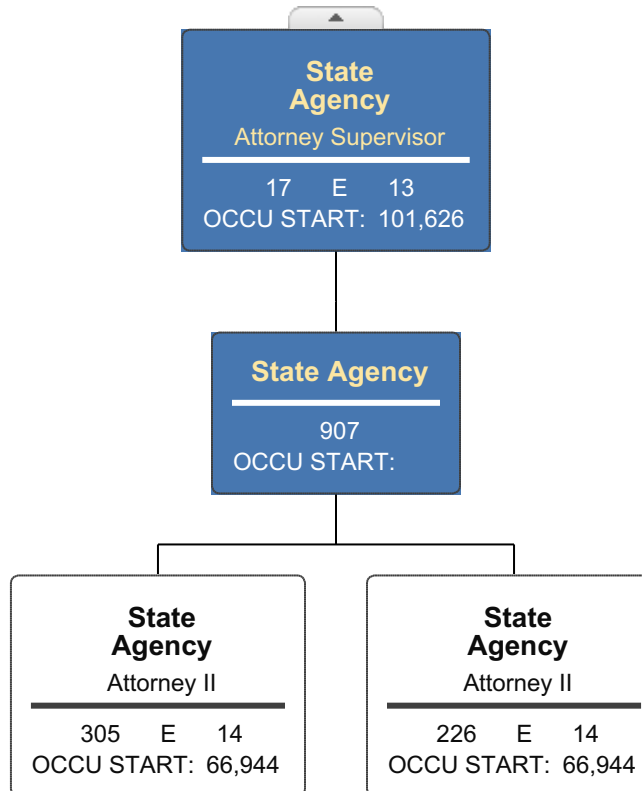 State
Agency
Attorney Supervisor
17 E 13
OCCU START: 101,626
State Agency
907
OCCU START:
State
Agency
Attorney II
305 E 14
OCCU START: 66,944
State
Agency
Attorney II
226 E 14
OCCU START: 66,944